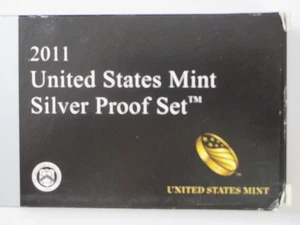 2011
United States Mint
Silver Proof Set™
UNITED STATES MINT